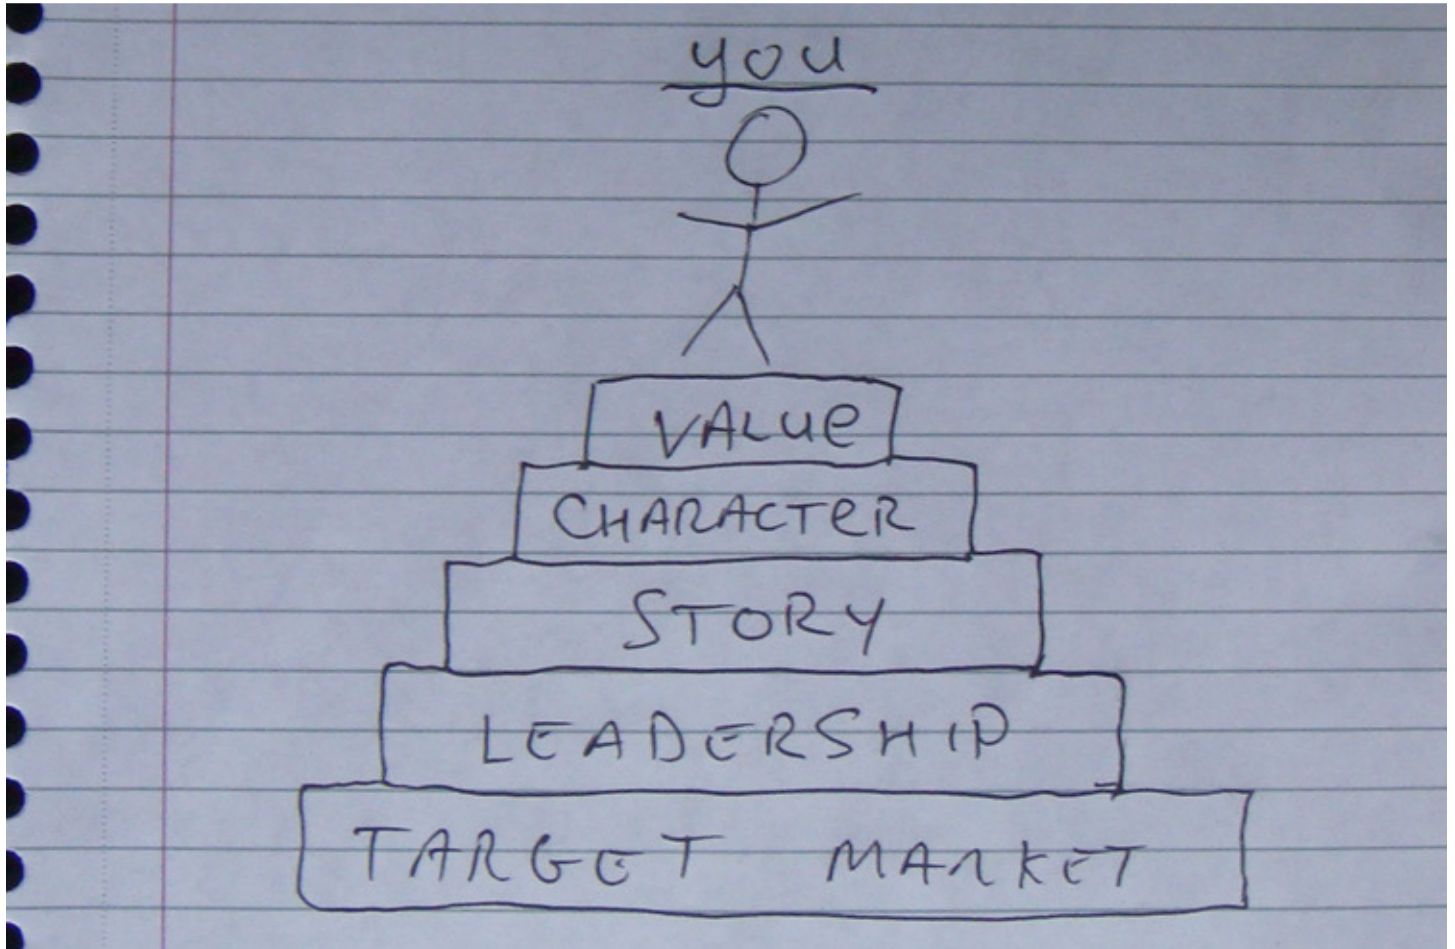 you
VALUe
CHARACTeR
STORY
LEADERSHIP
TARGET MARKET